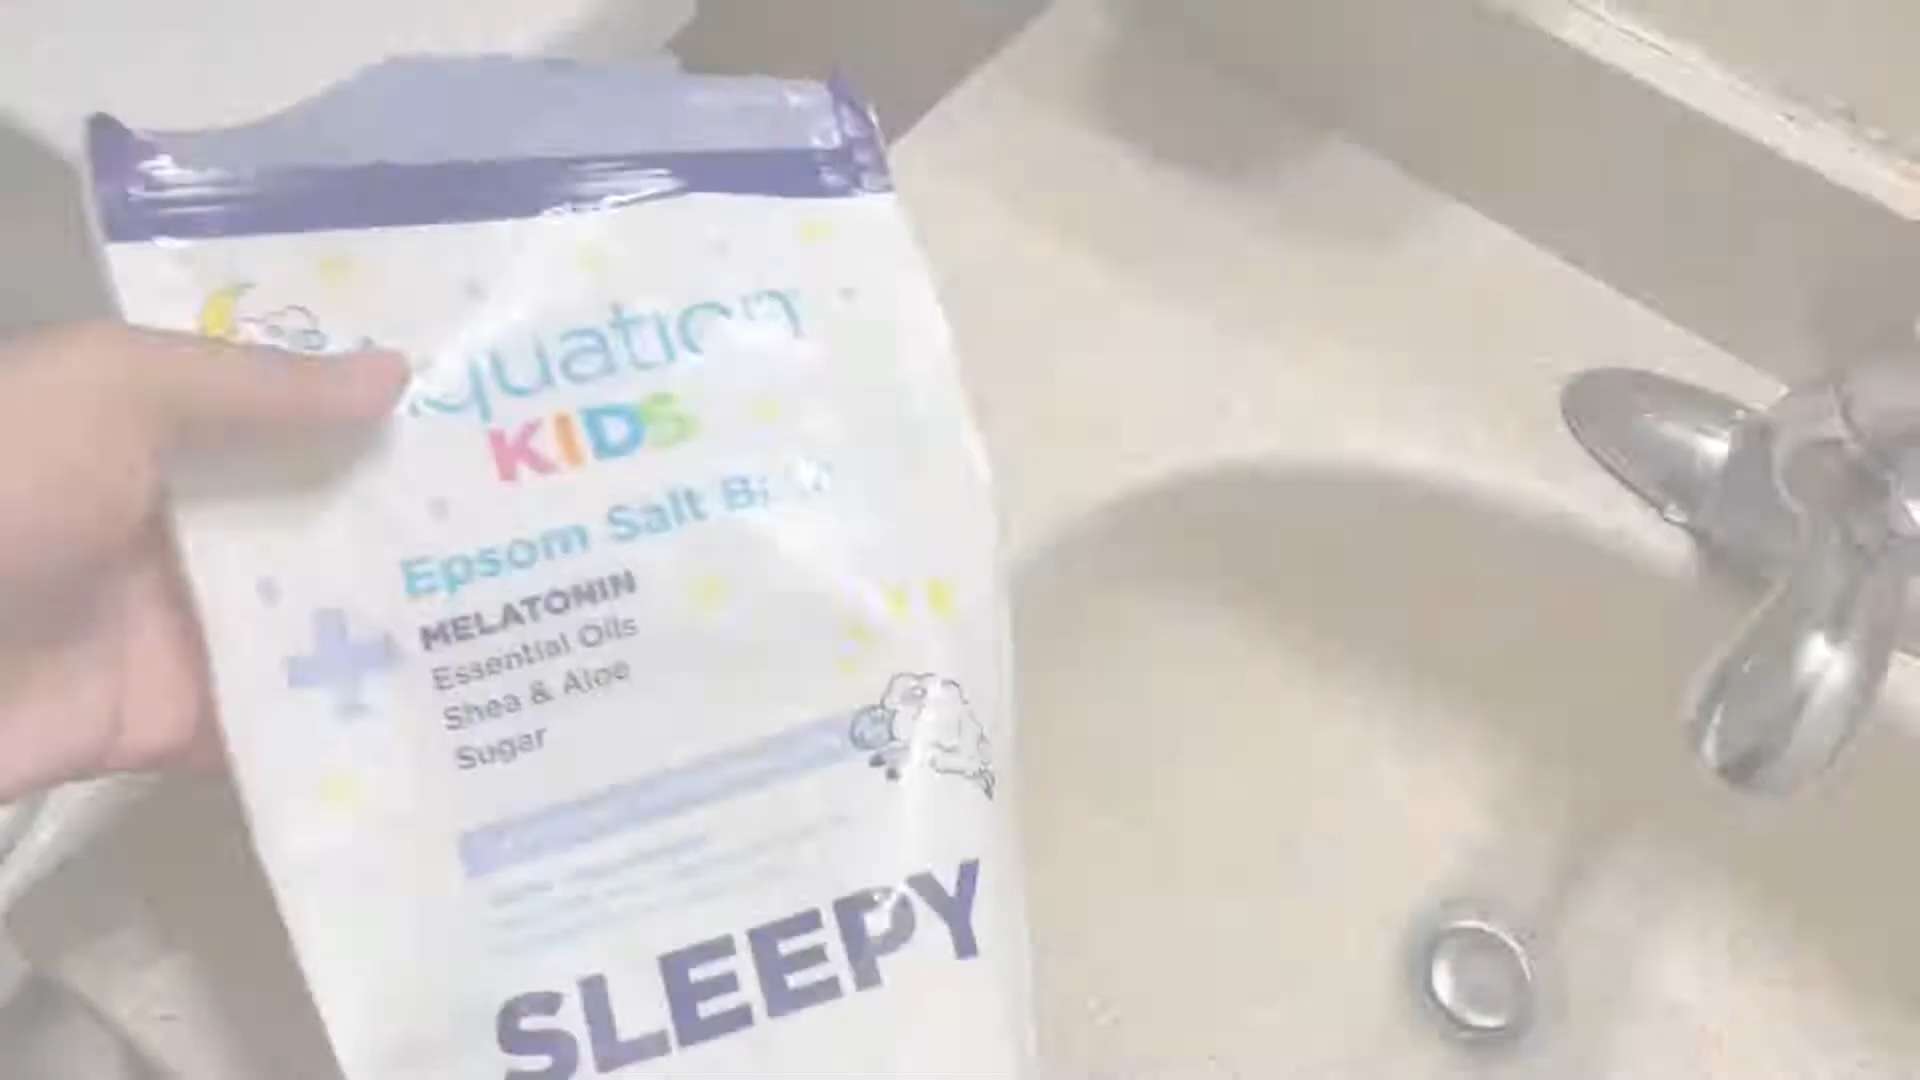 quation
KIDS
Epsom Salt
MELATONIN
Essential Oils
Shea & Aloe
Sugar
SLEEPY